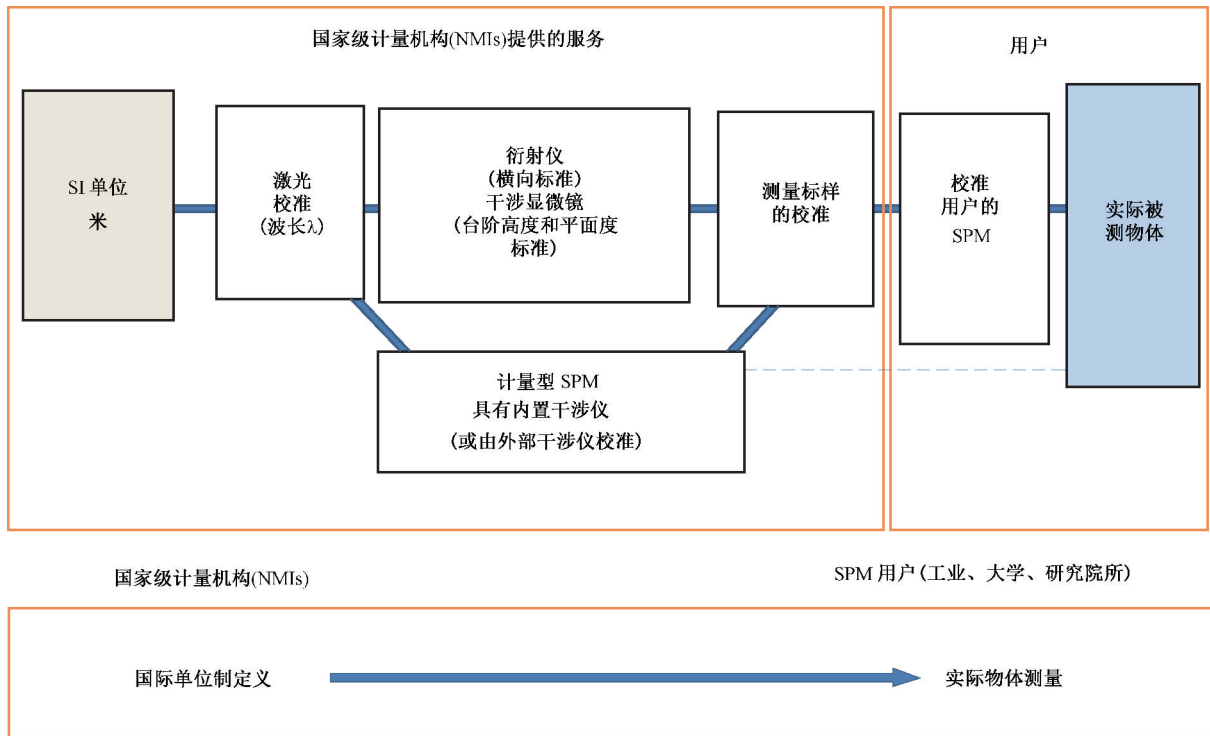 国家级计量机构(NMIs)提供的服务
用户
SI 单位
米
激光
校准
(波长λ)
衍射仪
(横向标准)
干涉显微镜
(台阶高度和平面度
标准)
测量标样
的校准
校准
用户的
SPM
实际被
测物体
计量型 SPM
具有内置干涉仪
(或由外部干涉仪校准)
国家级计量机构(NMIs)
SPM 用户(工业、大学、研究院所)
国际单位制定义
实际物体测量